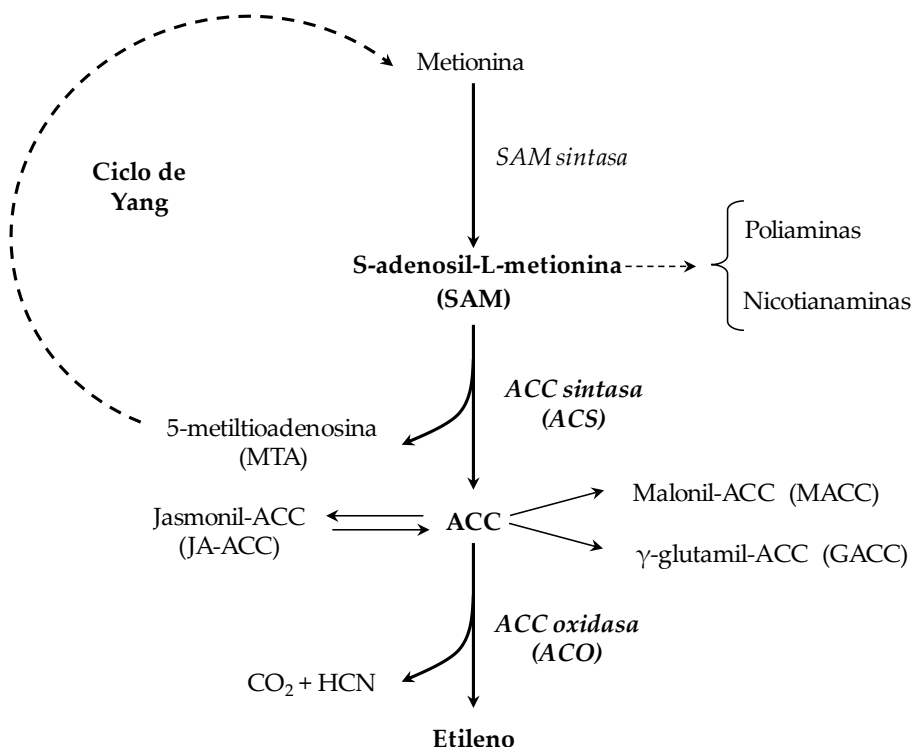 Metionina
SAM sintasa
Ciclo de
Yang
Poliaminas
S-adenosil-L-metionina
(SAM)
Nicotianaminas
ACC sintasa
(ACS)
5-metiltioadenosina
(MTA)
Malonil-ACC (MACC)
Jasmonil-ACC
(JA-ACC)
ACC
γ-glutamil-ACC (GACC)
ACC oxidasa
(ACO)
CO₂ + HCN
Etileno